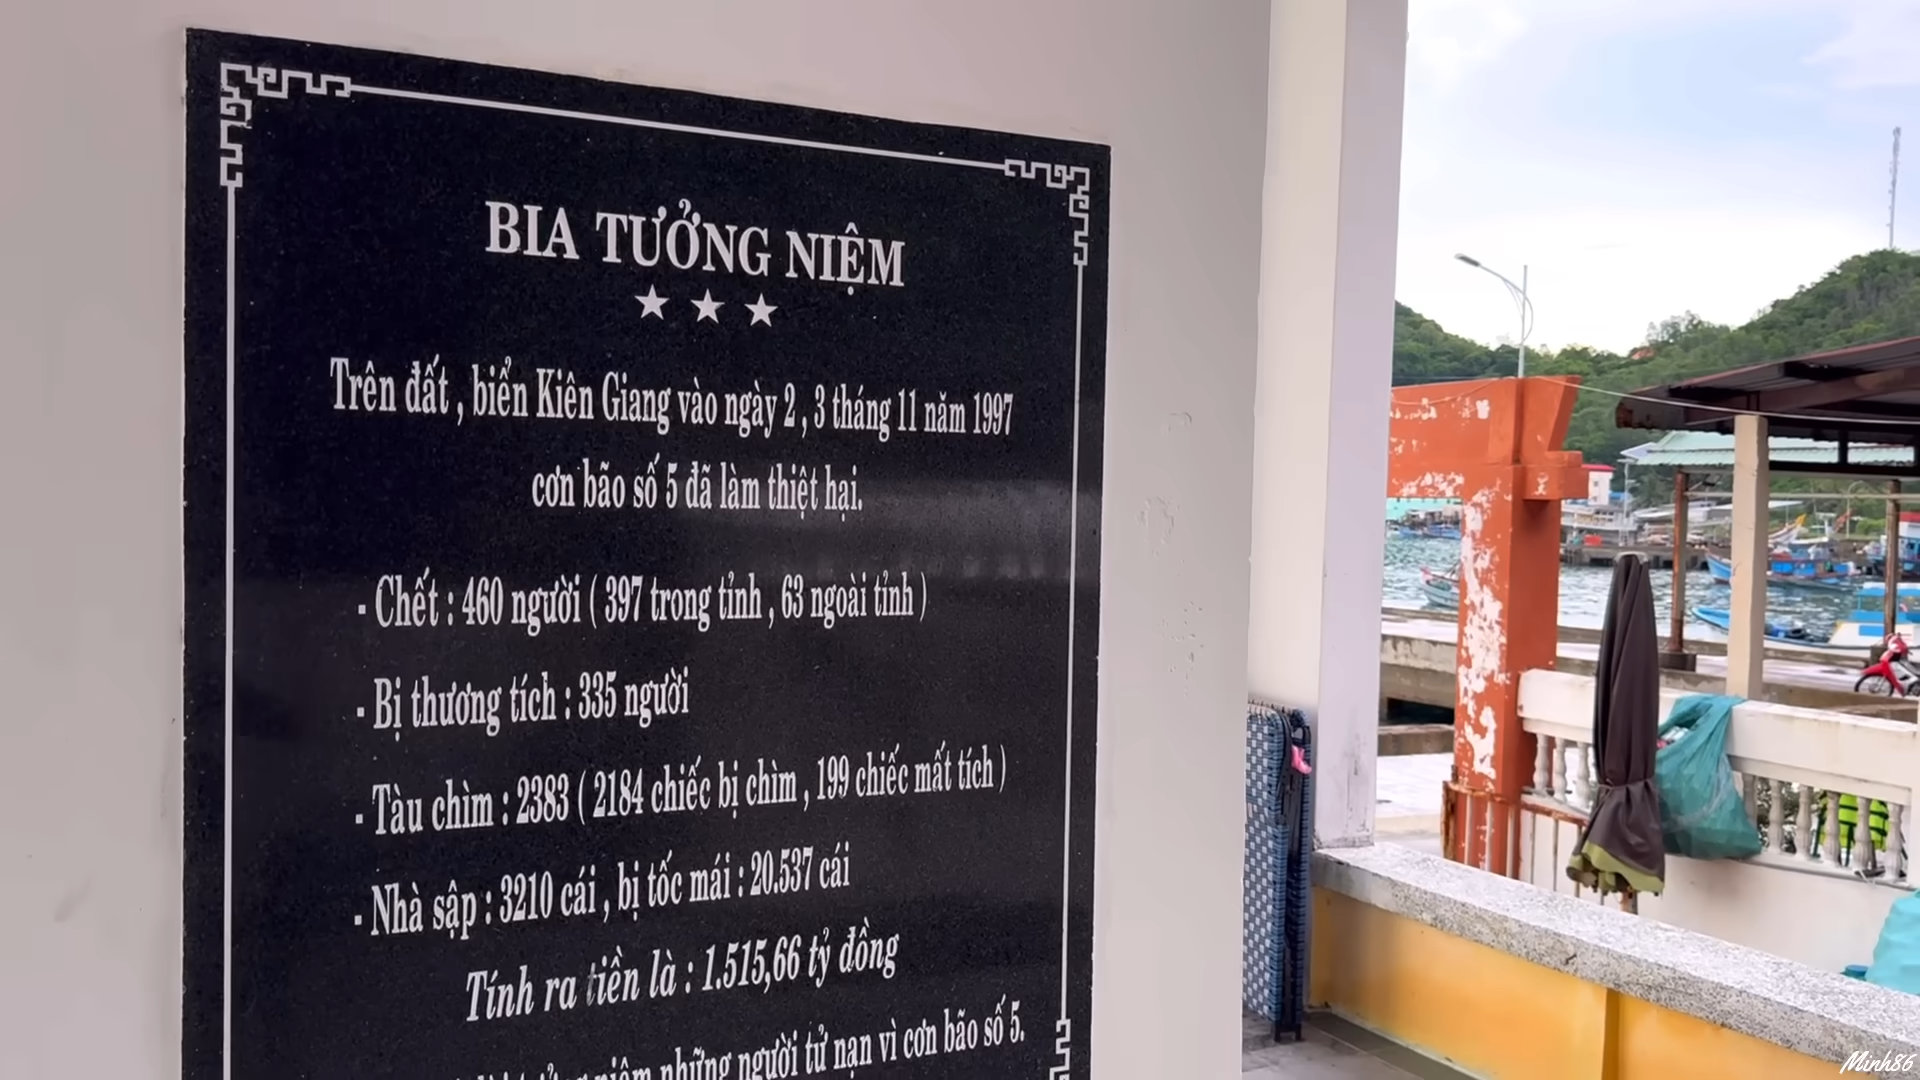 BIA TƯỞNG NIỆM
Trên đất , biển Kiên Giang vào ngày 2 , 3 tháng 11 năm 1997
cơn bão số 5 đã làm thiệt hại.
- Chết : 460 người ( 397 trong tỉnh , 63 ngoài tỉnh )
- Bị thương tích : 335 người
- Tàu chìm : 2383 ( 2184 chiếc bị chìm , 199 chiếc mất tích )
- Nhà sập : 3210 cái , bị tốc mái : 20.537 cái
Tính ra tiền là : 1.515,66 tỷ đồng
niệm những người tử nạn vì cơn bão số 5.
Minh86